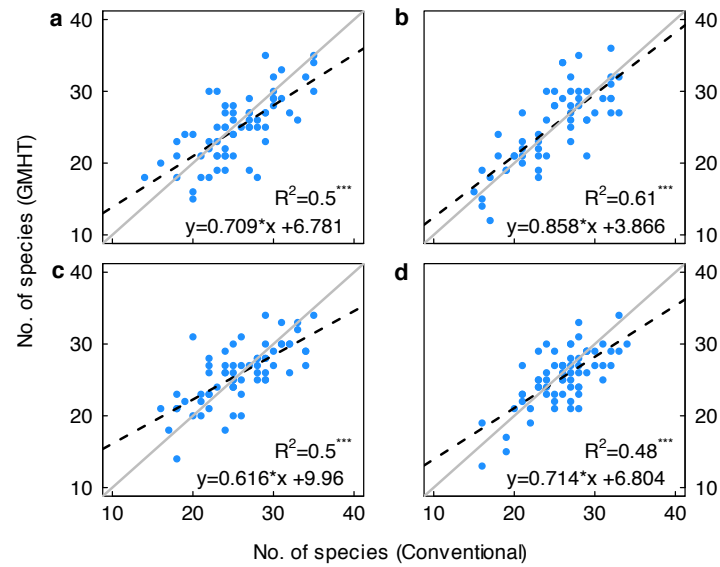 a
b
40
30
20
10
40
30
20
10
R²=0.5***
y=0.709*x +6.781
R²=0.61***
y=0.858*x +3.866
No. of species (GMHT)
c
d
40
30
20
10
40
30
20
10
R²=0.5***
y=0.616*x +9.96
R²=0.48***
y=0.714*x +6.804
10 20 30 40
10 20 30 40
No. of species (Conventional)